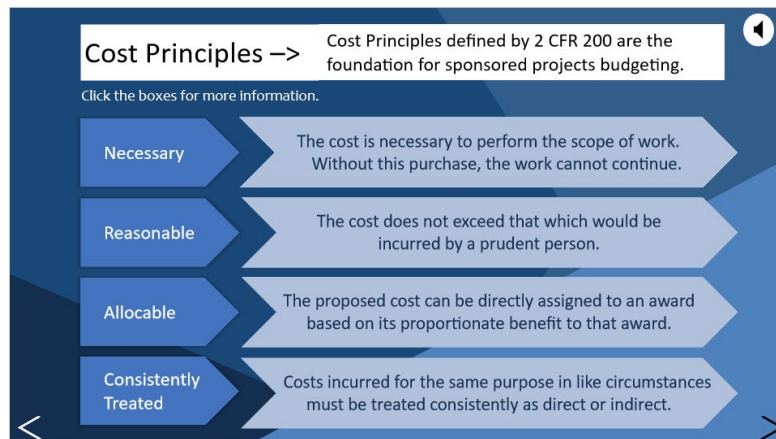 Cost Principles –>
Cost Principles defined by 2 CFR 200 are the
foundation for sponsored projects budgeting.
Click the boxes for more information.
Necessary
The cost is necessary to perform the scope of work.
Without this purchase, the work cannot continue.
Reasonable
The cost does not exceed that which would be
incurred by a prudent person.
Allocable
The proposed cost can be directly assigned to an award
based on its proportionate benefit to that award.
Consistently
Treated
Costs incurred for the same purpose in like circumstances
must be treated consistently as direct or indirect.